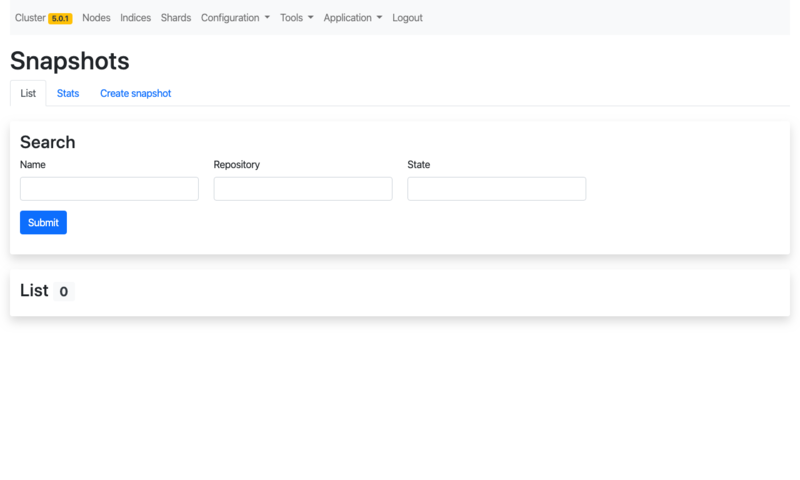 Cluster 5.0.1 Nodes Indices Shards Configuration Tools Application Logout
Snapshots
List Stats Create snapshot
Search
Name Repository State
Submit
List 0